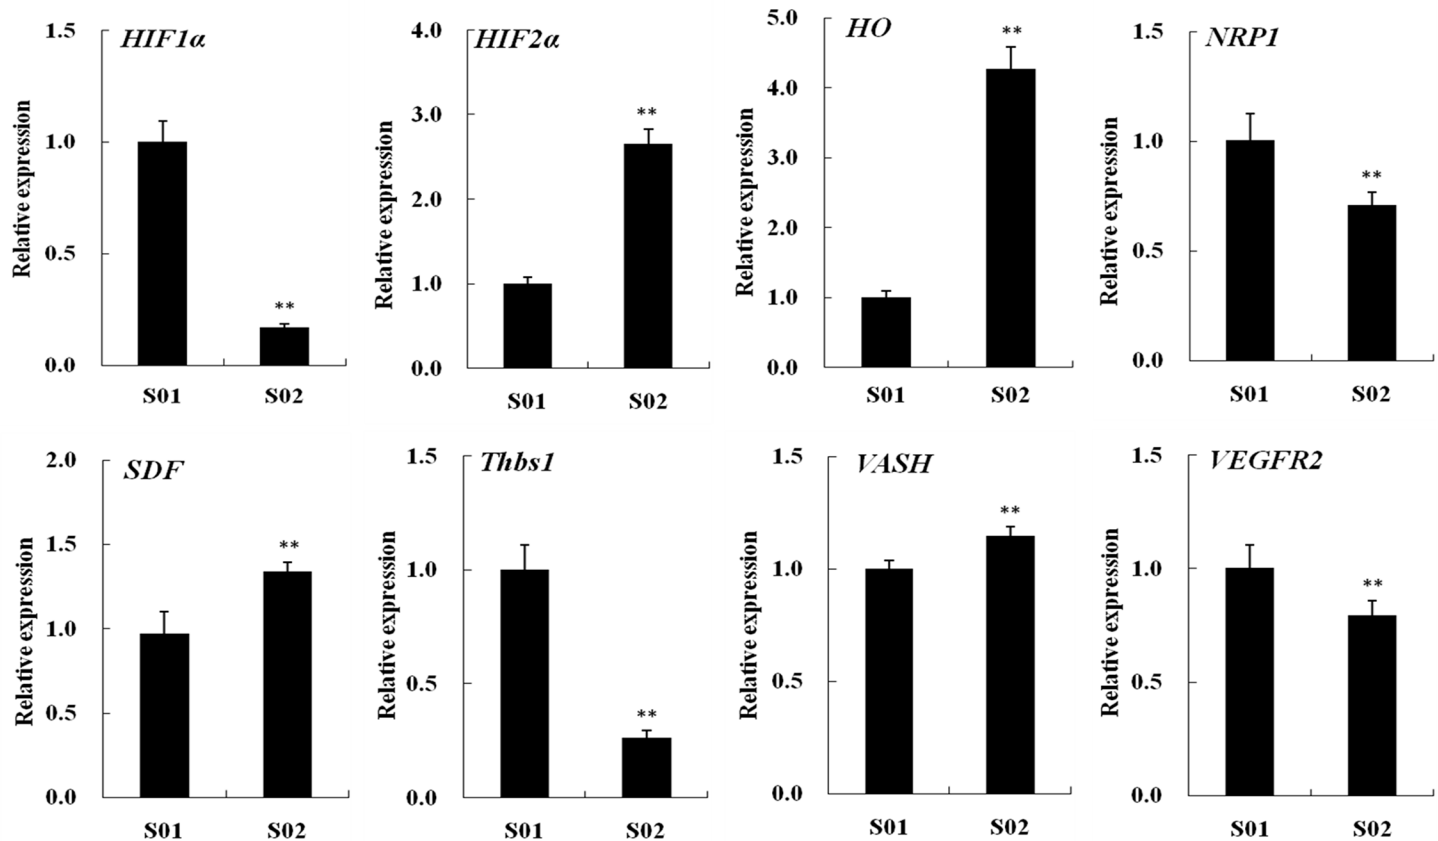 HIF1α
Relative expression
1.5
1.0
0.5
0.0
**
S01 S02
HIF2α
Relative expression
4.0
3.0
2.0
1.0
0.0
**
S01 S02
HO
Relative expression
5.0
4.0
3.0
2.0
1.0
0.0
**
S01 S02
NRP1
Relative expression
1.5
1.0
0.5
0.0
**
S01 S02
SDF
Relative expression
2.0
1.5
1.0
0.5
0.0
**
S01 S02
Thbs1
Relative expression
1.5
1.0
0.5
0.0
**
S01 S02
VASH
Relative expression
1.5
1.0
0.5
0.0
**
S01 S02
VEGFR2
Relative expression
1.5
1.0
0.5
0.0
**
S01 S02